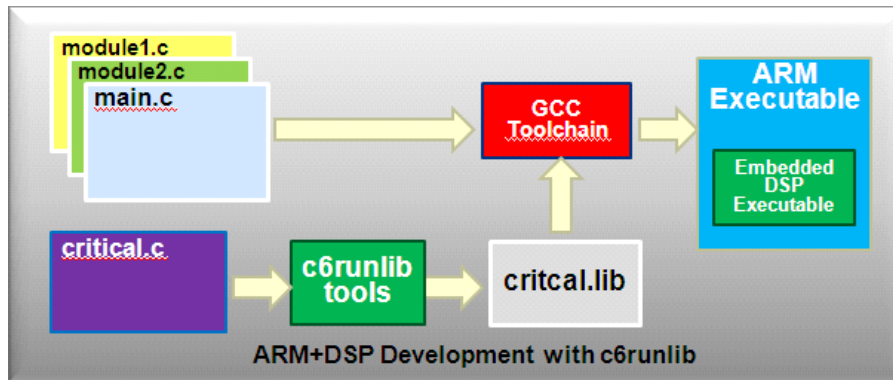 module1.c
module2.c
main.c
GCC
Toolchain
ARM
Executable
Embedded
DSP
Executable
critical.c
c6runlib
tools
critcal.lib
ARM+DSP Development with c6runlib